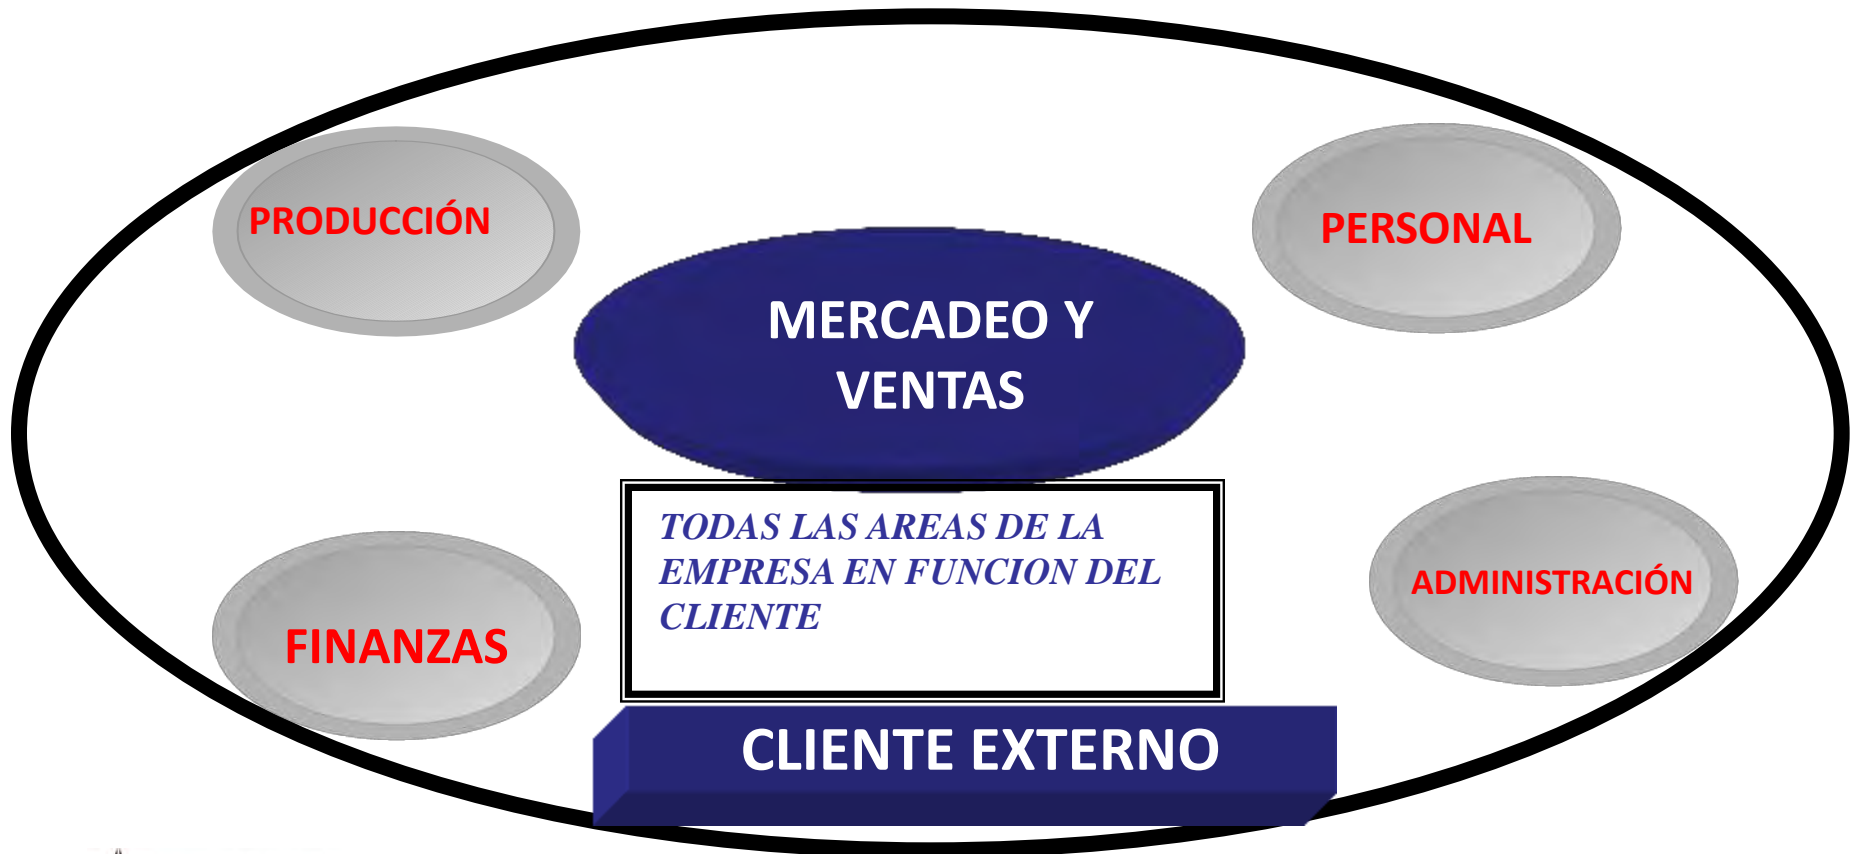 PRODUCCIÓN
PERSONAL
MERCADEO Y
VENTAS
TODAS LAS AREAS DE LA
EMPRESA EN FUNCION DEL
CLIENTE
ADMINISTRACIÓN
FINANZAS
CLIENTE EXTERNO